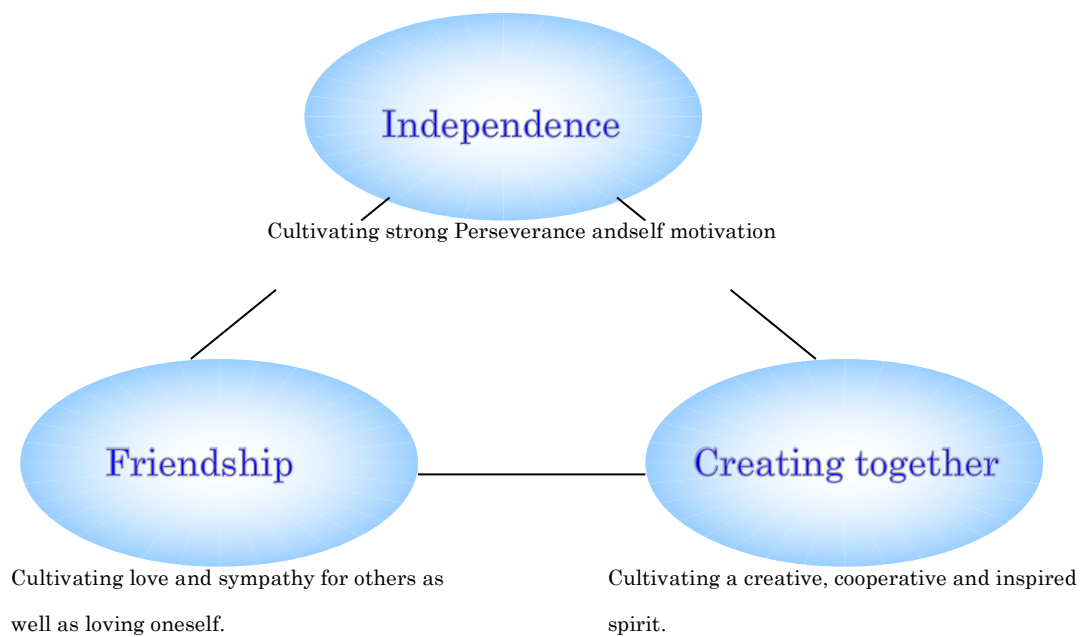 Independence
Cultivating strong Perseverance andself motivation
Friendship
Creating together
Cultivating love and sympathy for others as
well as loving oneself.
Cultivating a creative, cooperative and inspired
spirit.